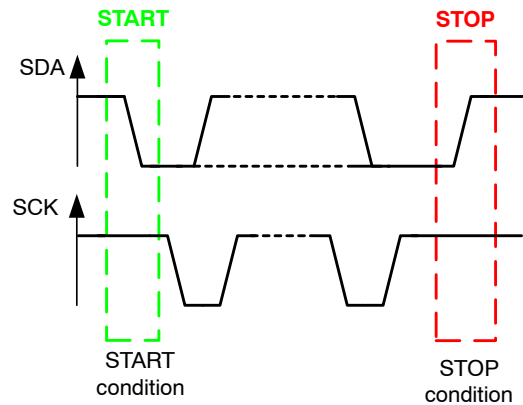 START
STOP
SDA
SCK
START
condition
STOP
condition